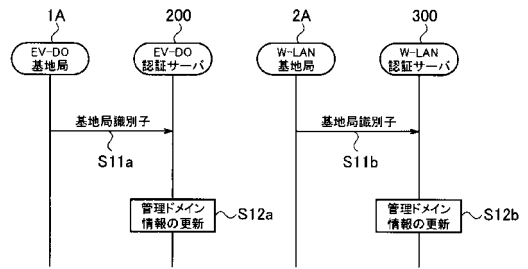 1A
200
2A
300
EV-DO
基地局
EV-DO
認証サーバ
W-LAN
基地局
W-LAN
認証サーバ
基地局識別子
基地局識別子
S11a
S11b
管理ドメイン
情報の更新
S12a
管理ドメイン
情報の更新
S12b